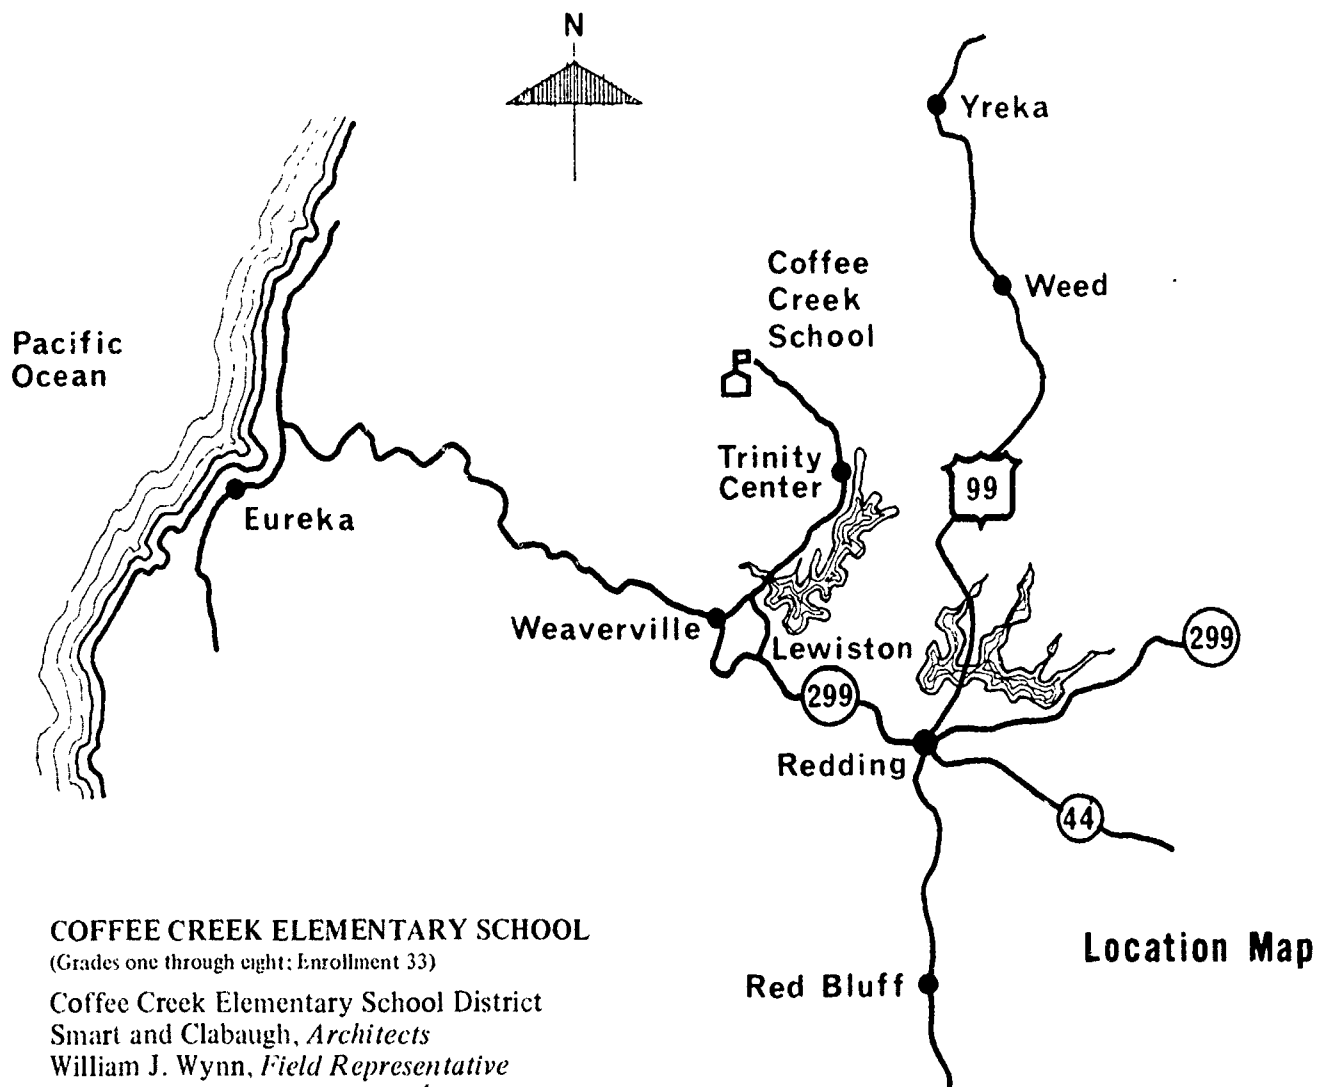 N
Yreka
Coffee
Creek
School
Weed
Pacific
Ocean
Trinity
Center
99
Eureka
Weaverville
Lewiston
299
299
Redding
44
COFFEE CREEK ELEMENTARY SCHOOL
(Grades one through eight; Enrollment 33)
Location Map
Red Bluff
Coffee Creek Elementary School District
Smart and Clabaugh, Architects
William J. Wynn, Field Representative